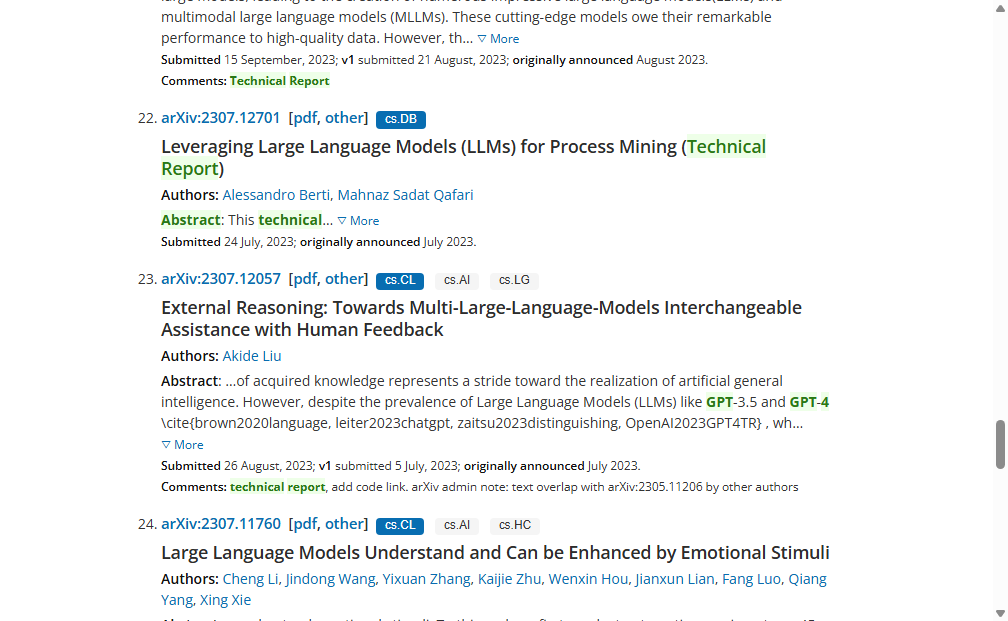 multimodal large language models (MLLMs). These cutting-edge models owe their remarkable
performance to high-quality data. However, th... ▽ More
Submitted 15 September, 2023; v1 submitted 21 August, 2023; originally announced August 2023.
Comments: Technical Report
22. arXiv:2307.12701 [pdf, other] cs.DB
Leveraging Large Language Models (LLMs) for Process Mining (Technical
Report)
Authors: Alessandro Berti, Mahnaz Sadat Qafari
Abstract: This technical... ▽ More
Submitted 24 July, 2023; originally announced July 2023.
23. arXiv:2307.12057 [pdf, other] cs.CL cs.AI cs.LG
External Reasoning: Towards Multi-Large-Language-Models Interchangeable
Assistance with Human Feedback
Authors: Akide Liu
Abstract: ...of acquired knowledge represents a stride toward the realization of artificial general
intelligence. However, despite the prevalence of Large Language Models (LLMs) like GPT-3.5 and GPT-4
\cite{brown2020language, leiter2023chatgpt, zaitsu2023distinguishing, OpenAI2023GPT4TR} , wh...
▽ More
Submitted 26 August, 2023; v1 submitted 5 July, 2023; originally announced July 2023.
Comments: technical report, add code link. arXiv admin note: text overlap with arXiv:2305.11206 by other authors
24. arXiv:2307.11760 [pdf, other] cs.CL cs.AI cs.HC
Large Language Models Understand and Can be Enhanced by Emotional Stimuli
Authors: Cheng Li, Jindong Wang, Yixuan Zhang, Kaijie Zhu, Wenxin Hou, Jianxun Lian, Fang Luo, Qiang
Yang, Xing Xie